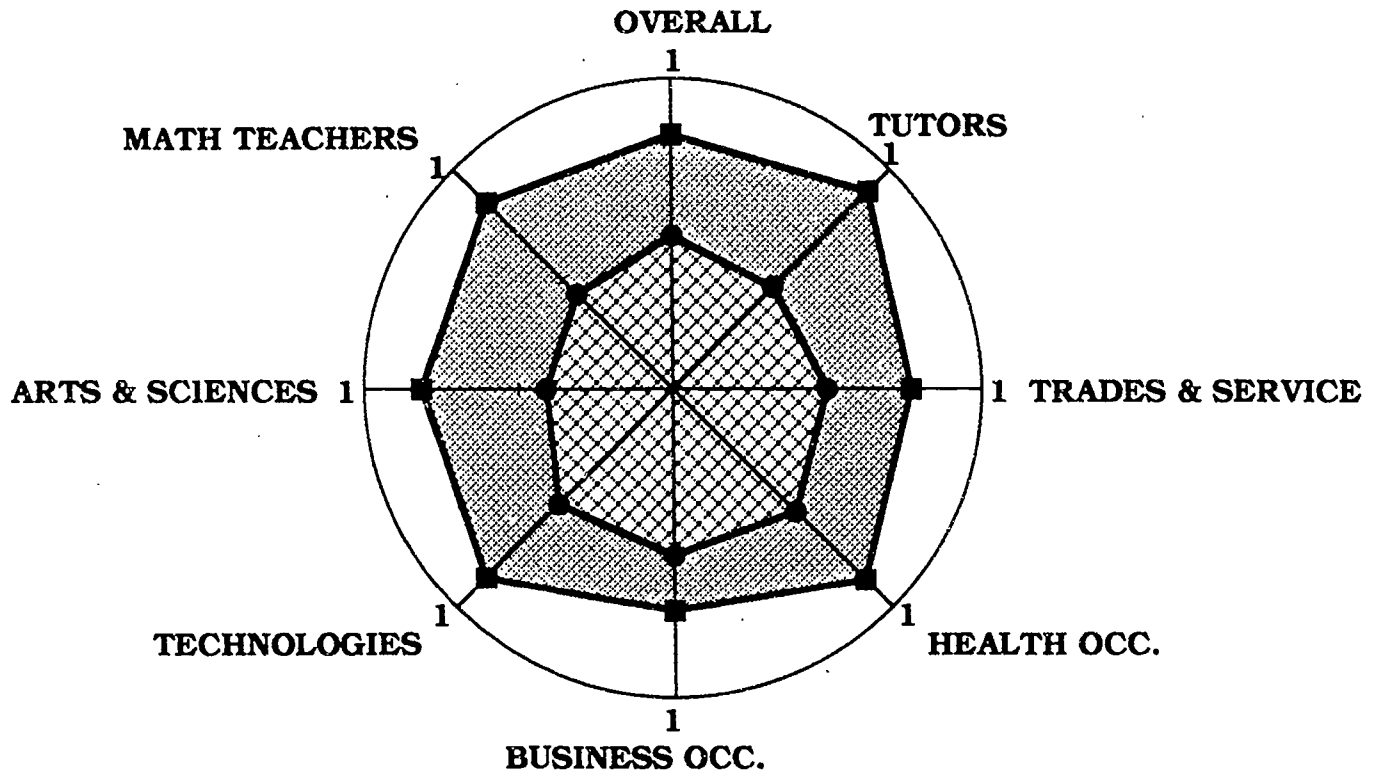 OVERALL
1
MATH TEACHERS
1
TUTORS
1
ARTS & SCIENCES 1
1 TRADES & SERVICE
1
TECHNOLOGIES
1
HEALTH OCC.
1
BUSINESS OCC.